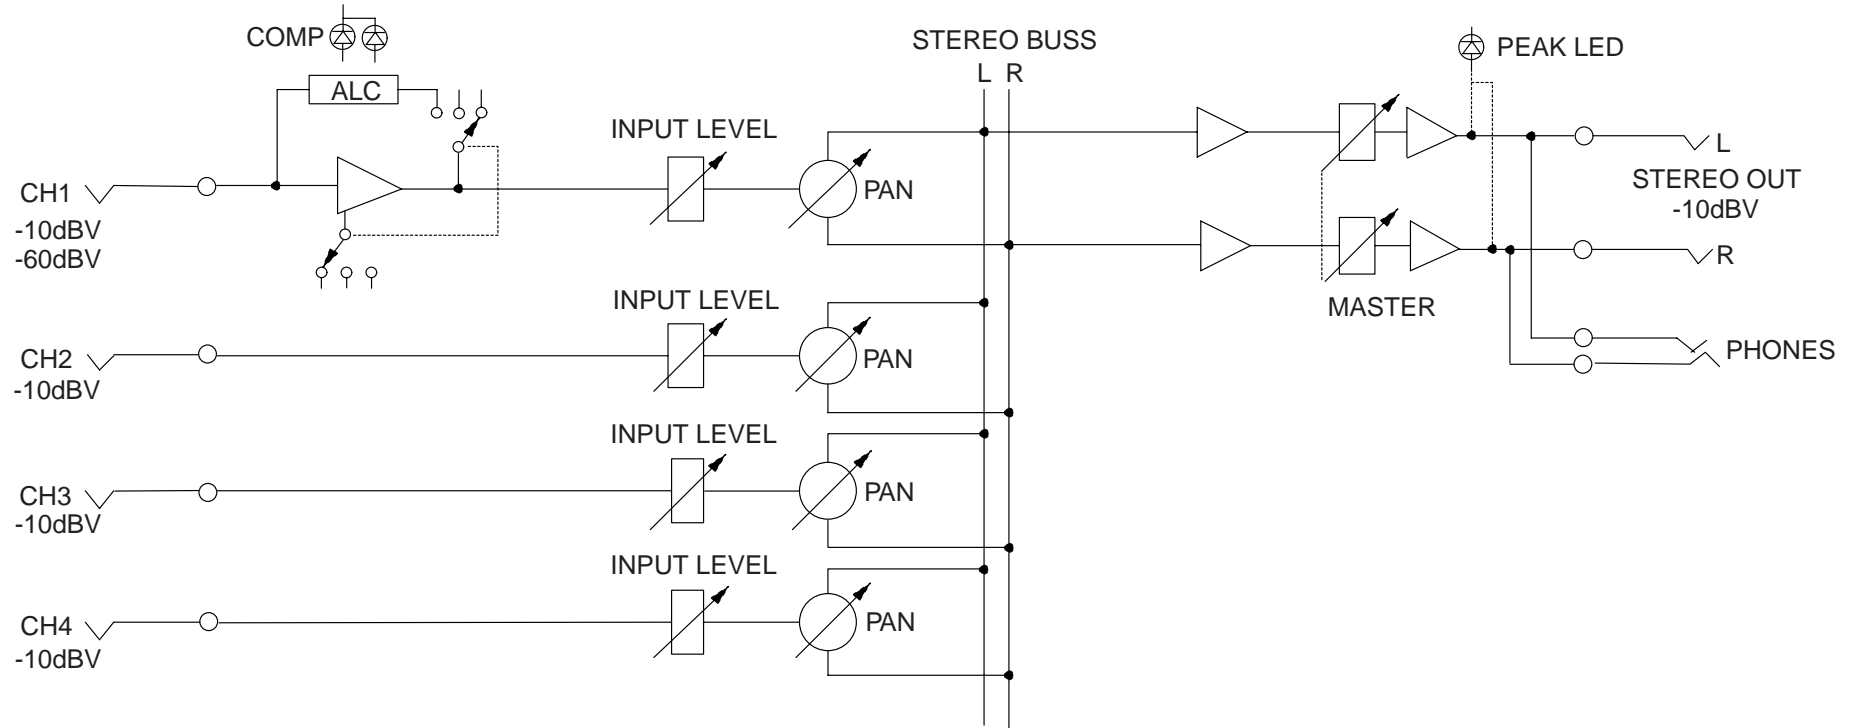 COMP
ALC
STEREO BUSS
L R
PEAK LED
INPUT LEVEL
CH1
-10dBV
-60dBV
PAN
L
STEREO OUT
-10dBV
R
MASTER
PHONES
INPUT LEVEL
CH2
-10dBV
PAN
INPUT LEVEL
CH3
-10dBV
PAN
INPUT LEVEL
CH4
-10dBV
PAN